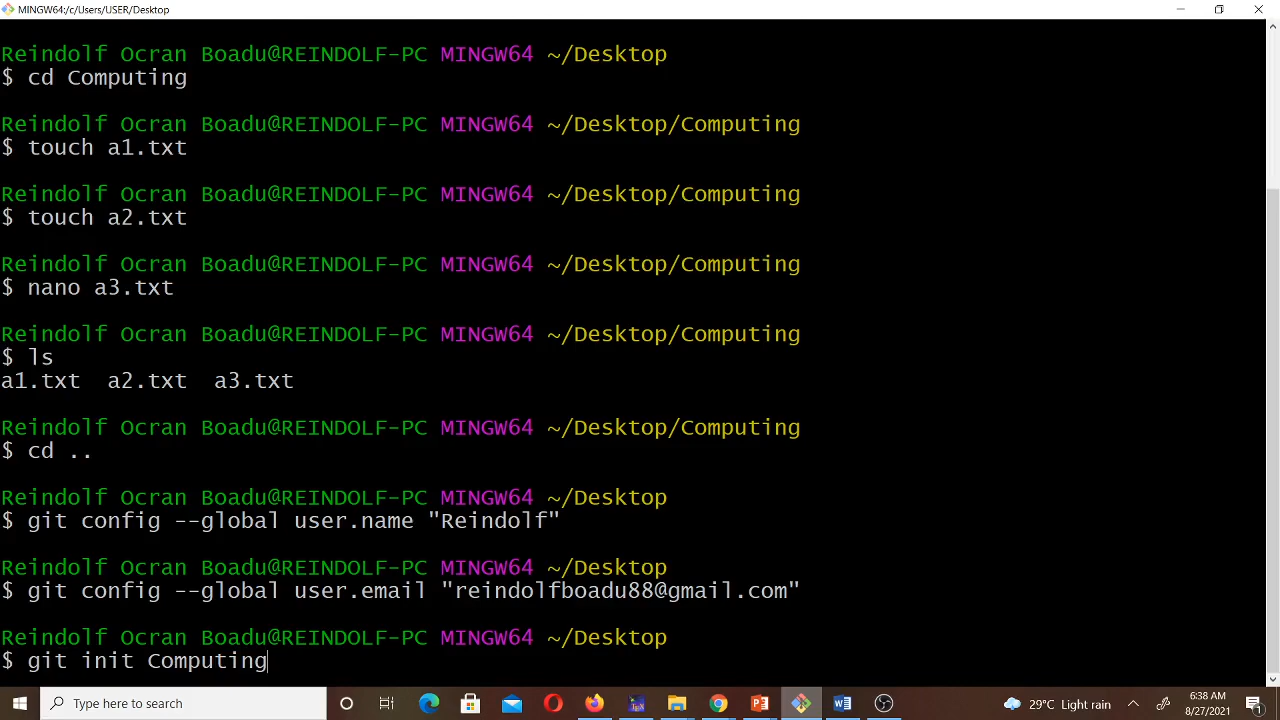 MINGW64:/c/Users/USER/Desktop
Reindolf Ocran Boadu@REINDOLF-PC MINGW64 ~/Desktop
$ cd Computing
Reindolf Ocran Boadu@REINDOLF-PC MINGW64 ~/Desktop/Computing
$ touch a1.txt
Reindolf Ocran Boadu@REINDOLF-PC MINGW64 ~/Desktop/Computing
$ touch a2.txt
Reindolf Ocran Boadu@REINDOLF-PC MINGW64 ~/Desktop/Computing
$ nano a3.txt
Reindolf Ocran Boadu@REINDOLF-PC MINGW64 ~/Desktop/Computing
$ ls
a1.txt  a2.txt  a3.txt
Reindolf Ocran Boadu@REINDOLF-PC MINGW64 ~/Desktop/Computing
$ cd ..
Reindolf Ocran Boadu@REINDOLF-PC MINGW64 ~/Desktop
$ git config --global user.name "Reindolf"
Reindolf Ocran Boadu@REINDOLF-PC MINGW64 ~/Desktop
$ git config --global user.email "reindolfboadu88@gmail.com"
Reindolf Ocran Boadu@REINDOLF-PC MINGW64 ~/Desktop
$ git init Computing
Type here to search
29°C Light rain
6:38 AM
8/27/2021